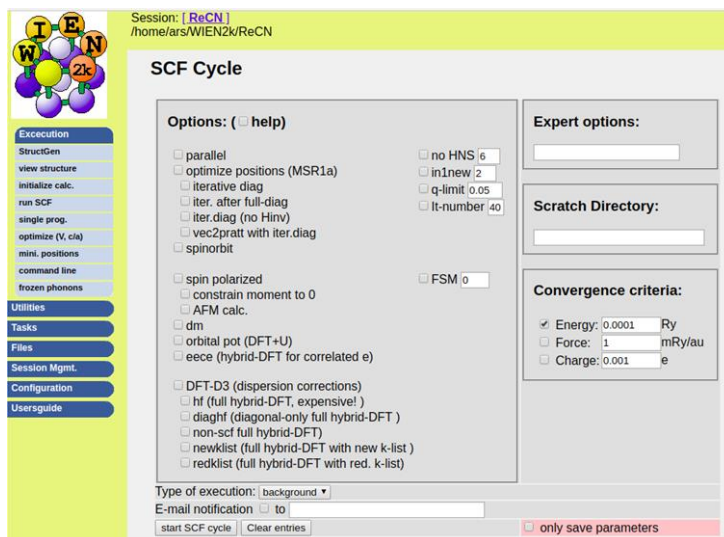 WIEN
2k
Session: [ ReCN ]
/home/ars/WIEN2k/ReCN
Excecution
StructGen
view structure
initialize calc.
run SCF
single prog.
optimize (V, c/a)
mini. positions
command line
frozen phonons
Utilities
Tasks
Files
Session Mgmt.
Configuration
Usersguide
SCF Cycle
Options: ( help)
parallel
optimize positions (MSR1a)
iterative diag
iter. after full-diag
iter.diag (no Hinv)
vec2pratt with iter.diag
spinorbit
no HNS 6
in1new 2
q-limit 0.05
It-number 40
spin polarized
constrain moment to 0
AFM calc.
dm
orbital pot (DFT+U)
eece (hybrid-DFT for correlated e)
FSM 0
DFT-D3 (dispersion corrections)
hf (full hybrid-DFT, expensive! )
diaghf (diagonal-only full hybrid-DFT )
non-scf full hybrid-DFT)
newklist (full hybrid-DFT with new k-list )
redklist (full hybrid-DFT with red. k-list)
Expert options:
Scratch Directory:
Convergence criteria:
Energy: 0.0001 Ry
Force: 1 mRy/au
Charge: 0.001 e
Type of execution: background
E-mail notification to
start SCF cycle Clear entries
only save parameters